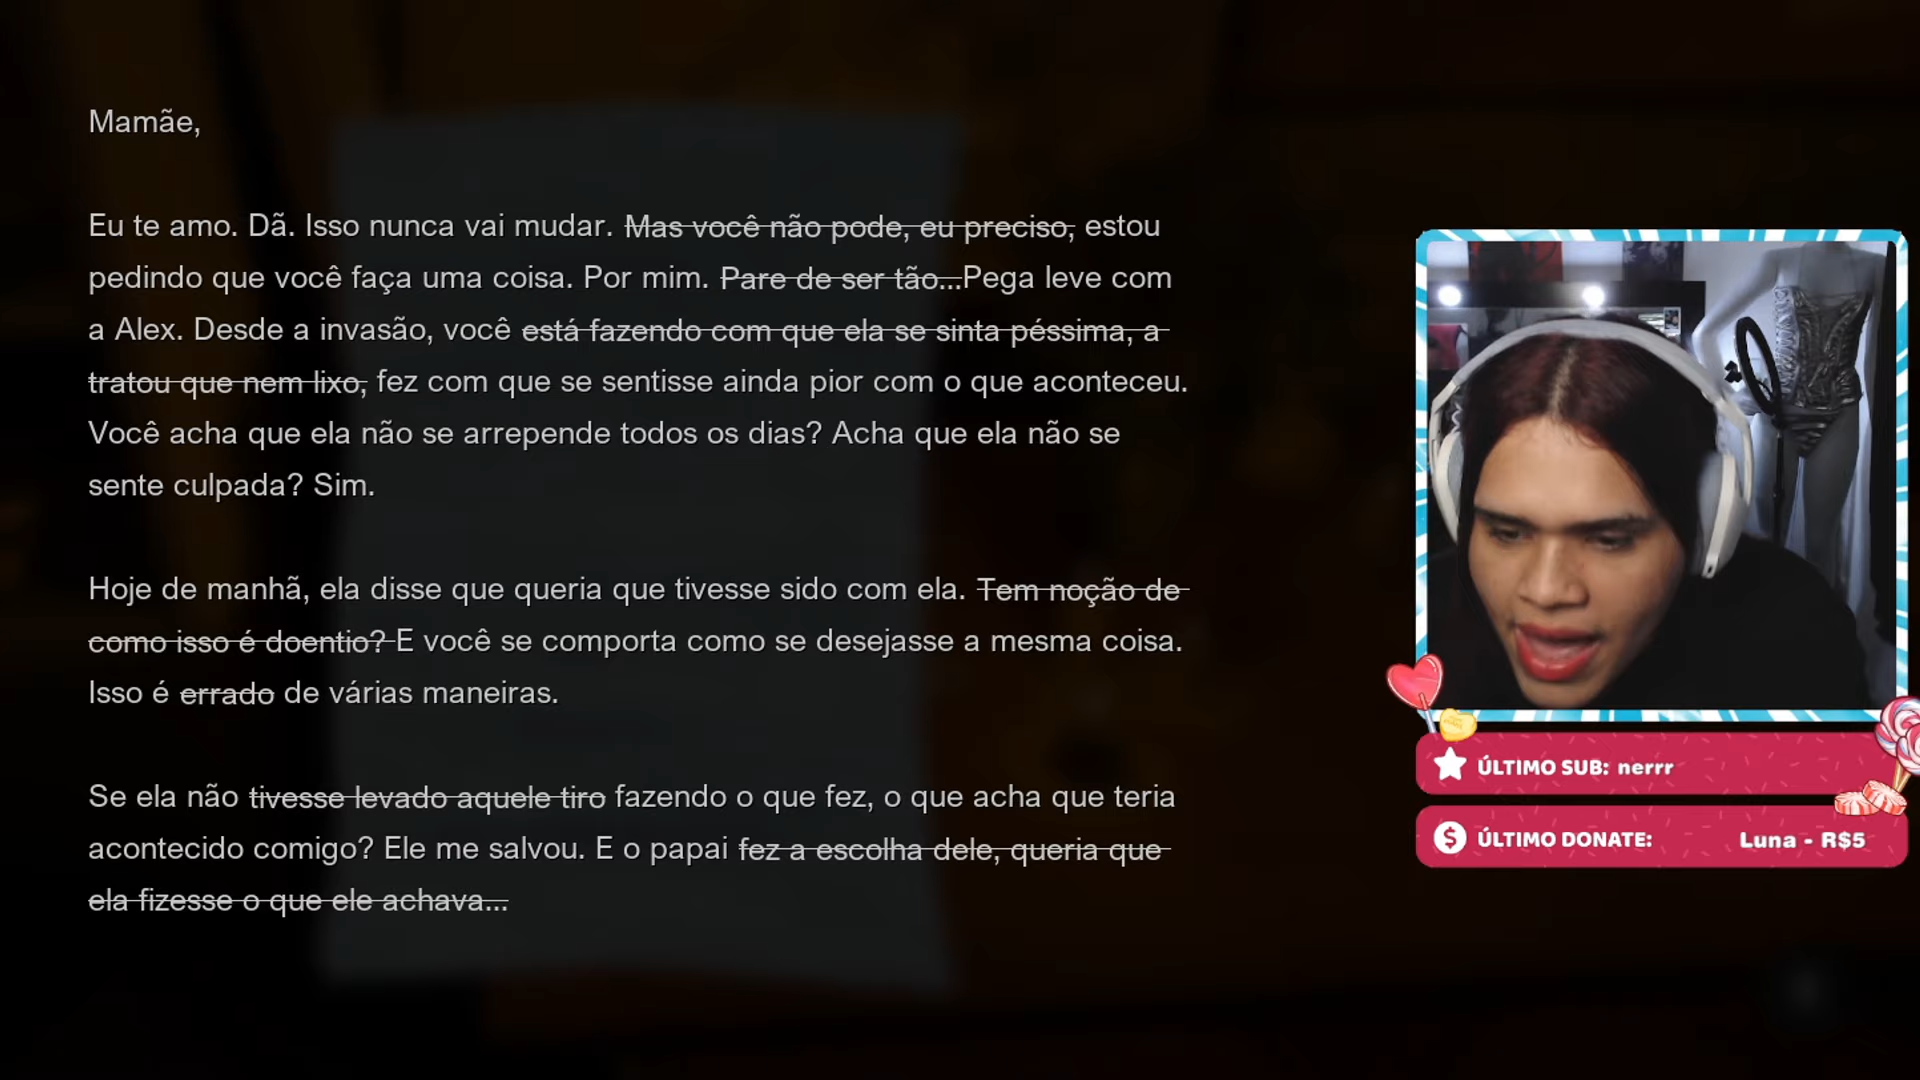 Mamãe,
Eu te amo. Dã. Isso nunca vai mudar. Mas você não pode, eu preciso, estou
pedindo que você faça uma coisa. Por mim. Pare de ser tão...Pega leve com
a Alex. Desde a invasão, você está fazendo com que ela se sinta péssima, a
tratou que nem lixo, fez com que se sentisse ainda pior com o que aconteceu.
Você acha que ela não se arrepende todos os dias? Acha que ela não se
sente culpada? Sim.
Hoje de manhã, ela disse que queria que tivesse sido com ela. Tem noção de
como isso é doentio? E você se comporta como se desejasse a mesma coisa.
Isso é errado de várias maneiras.
Se ela não tivesse levado aquele tiro fazendo o que fez, o que acha que teria
acontecido comigo? Ele me salvou. E o papai fez a escolha dele, queria que
ela fizesse o que ele achava...
ÚLTIMO SUB: nerrr
ÚLTIMO DONATE: Luna - R$5